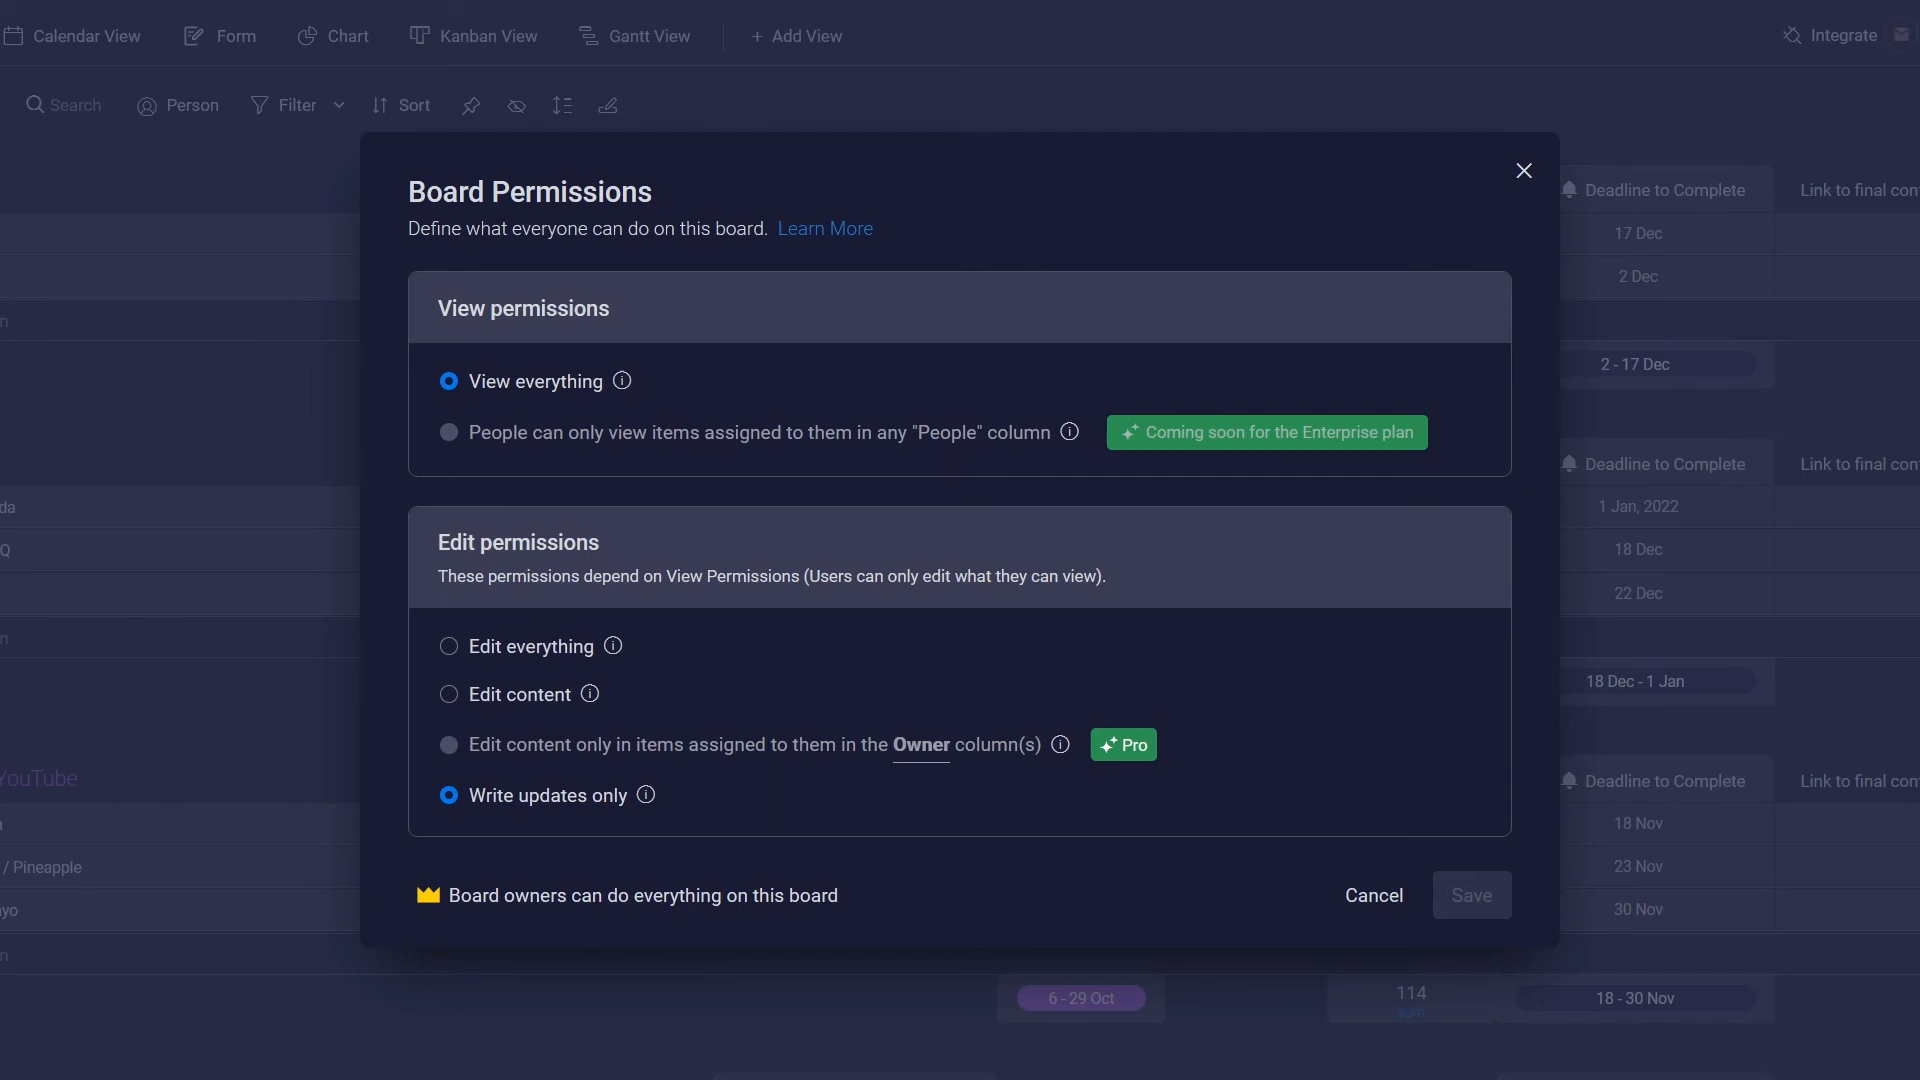 Calendar View
Form
Chart
Kanban View
Gantt View
+ Add View
Integrate
Search
Person
Filter
Sort
Board Permissions
Define what everyone can do on this board. Learn More
View permissions
View everything
People can only view items assigned to them in any "People" column
Coming soon for the Enterprise plan
Edit permissions
These permissions depend on View Permissions (Users can only edit what they can view).
Edit everything
Edit content
Edit content only in items assigned to them in the Owner column(s)
Pro
Write updates only
Board owners can do everything on this board
Cancel
Save
Deadline to Complete
Link to final con
17 Dec
2 Dec
n
2 - 17 Dec
Deadline to Complete
Link to final con
da
1 Jan, 2022
Q
18 Dec
22 Dec
n
18 Dec - 1 Jan
YouTube
Deadline to Complete
Link to final con
18 Nov
/ Pineapple
23 Nov
yo
30 Nov
n
6 - 29 Oct
114
sum
18 - 30 Nov